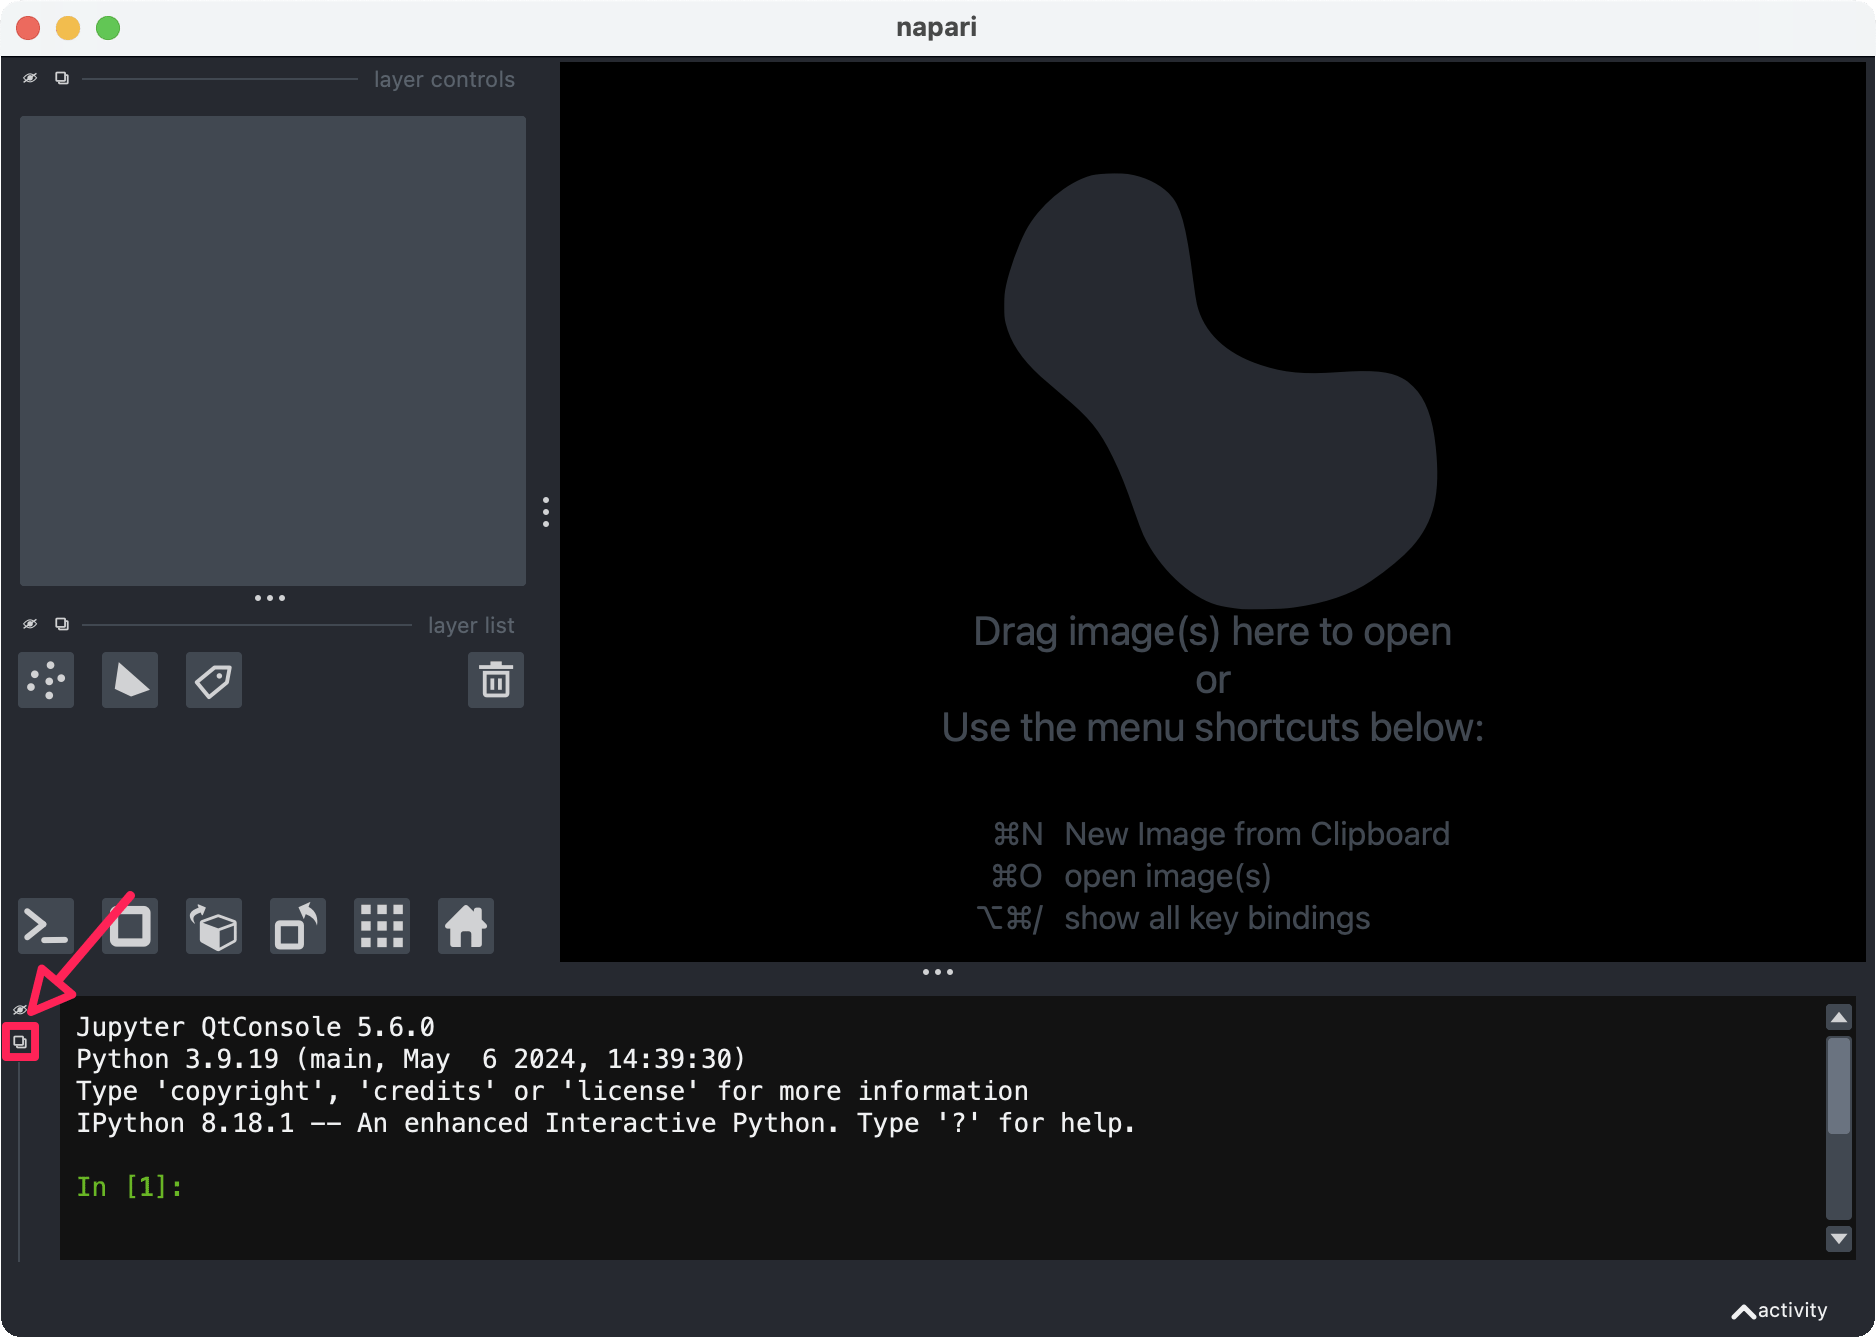 napari
layer controls
layer list
Drag image(s) here to open
or
Use the menu shortcuts below:
⌘N New Image from Clipboard
⌘O open image(s)
⌥⌘/ show all key bindings
Jupyter QtConsole 5.6.0
Python 3.9.19 (main, May  6 2024, 14:39:30)
Type 'copyright', 'credits' or 'license' for more information
IPython 8.18.1 -- An enhanced Interactive Python. Type '?' for help.
In [1]:
activity